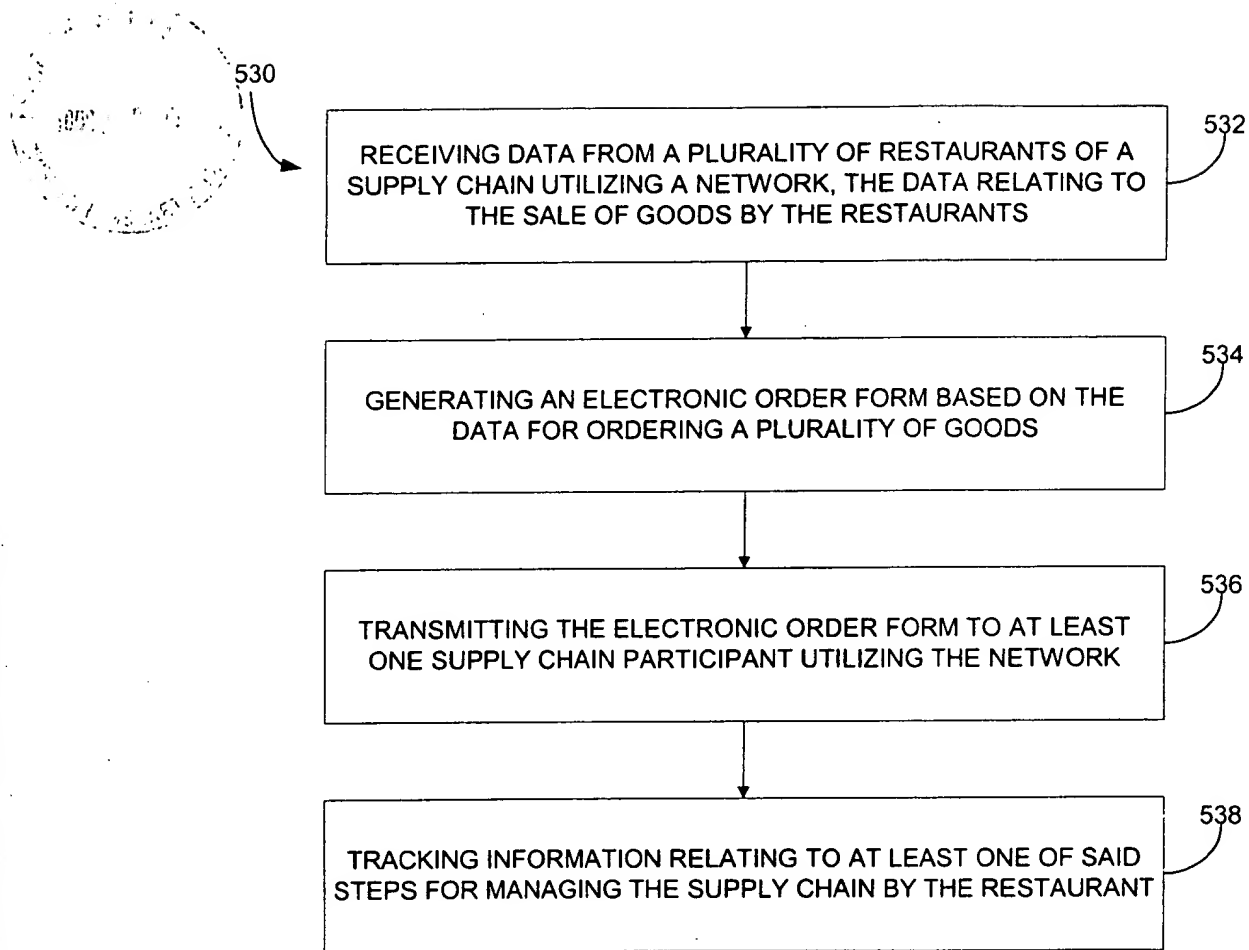 530
532
RECEIVING DATA FROM A PLURALITY OF RESTAURANTS OF A
SUPPLY CHAIN UTILIZING A NETWORK, THE DATA RELATING TO
THE SALE OF GOODS BY THE RESTAURANTS
534
GENERATING AN ELECTRONIC ORDER FORM BASED ON THE
DATA FOR ORDERING A PLURALITY OF GOODS
536
TRANSMITTING THE ELECTRONIC ORDER FORM TO AT LEAST
ONE SUPPLY CHAIN PARTICIPANT UTILIZING THE NETWORK
538
TRACKING INFORMATION RELATING TO AT LEAST ONE OF SAID
STEPS FOR MANAGING THE SUPPLY CHAIN BY THE RESTAURANT